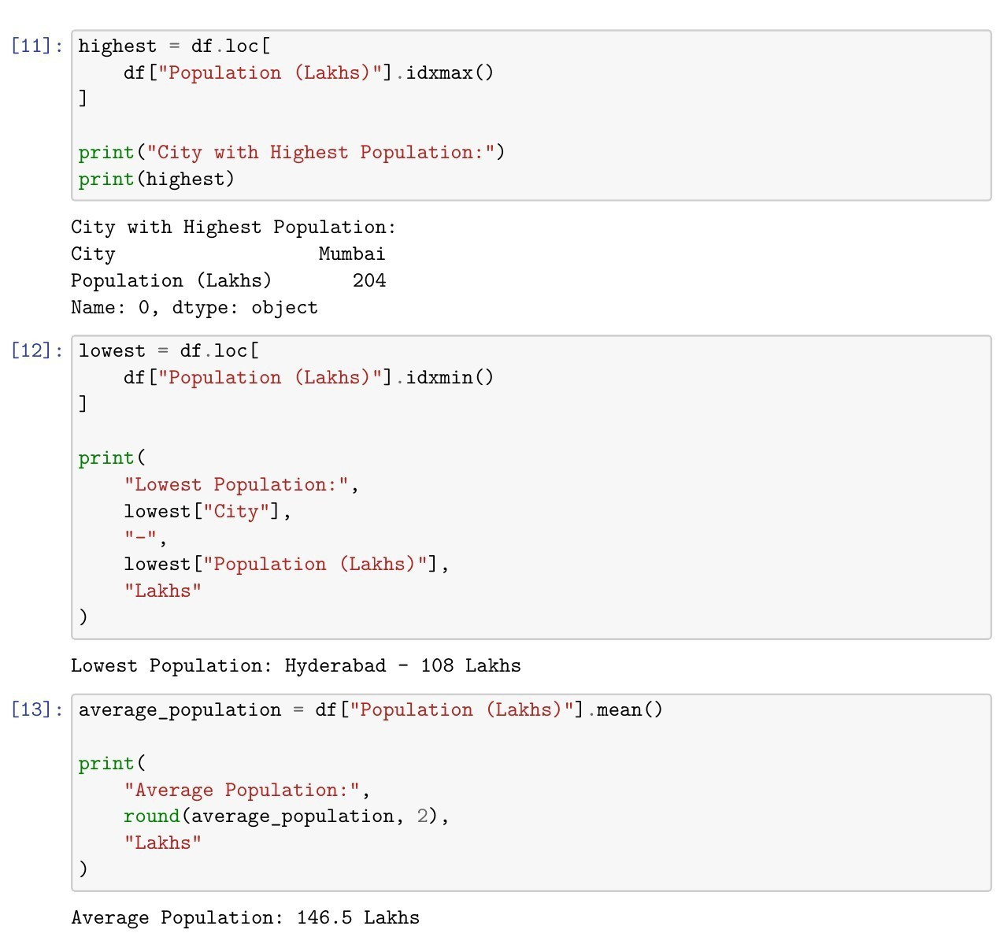 [11]: highest = df.loc[
    df["Population (Lakhs)"].idxmax()
]
print("City with Highest Population:")
print(highest)
City with Highest Population:
City                  Mumbai
Population (Lakhs)       204
Name: 0, dtype: object
[12]: lowest = df.loc[
    df["Population (Lakhs)"].idxmin()
]
print(
    "Lowest Population:",
    lowest["City"],
    "-",
    lowest["Population (Lakhs)"],
    "Lakhs"
)
Lowest Population: Hyderabad - 108 Lakhs
[13]: average_population = df["Population (Lakhs)"].mean()
print(
    "Average Population:",
    round(average_population, 2),
    "Lakhs"
)
Average Population: 146.5 Lakhs